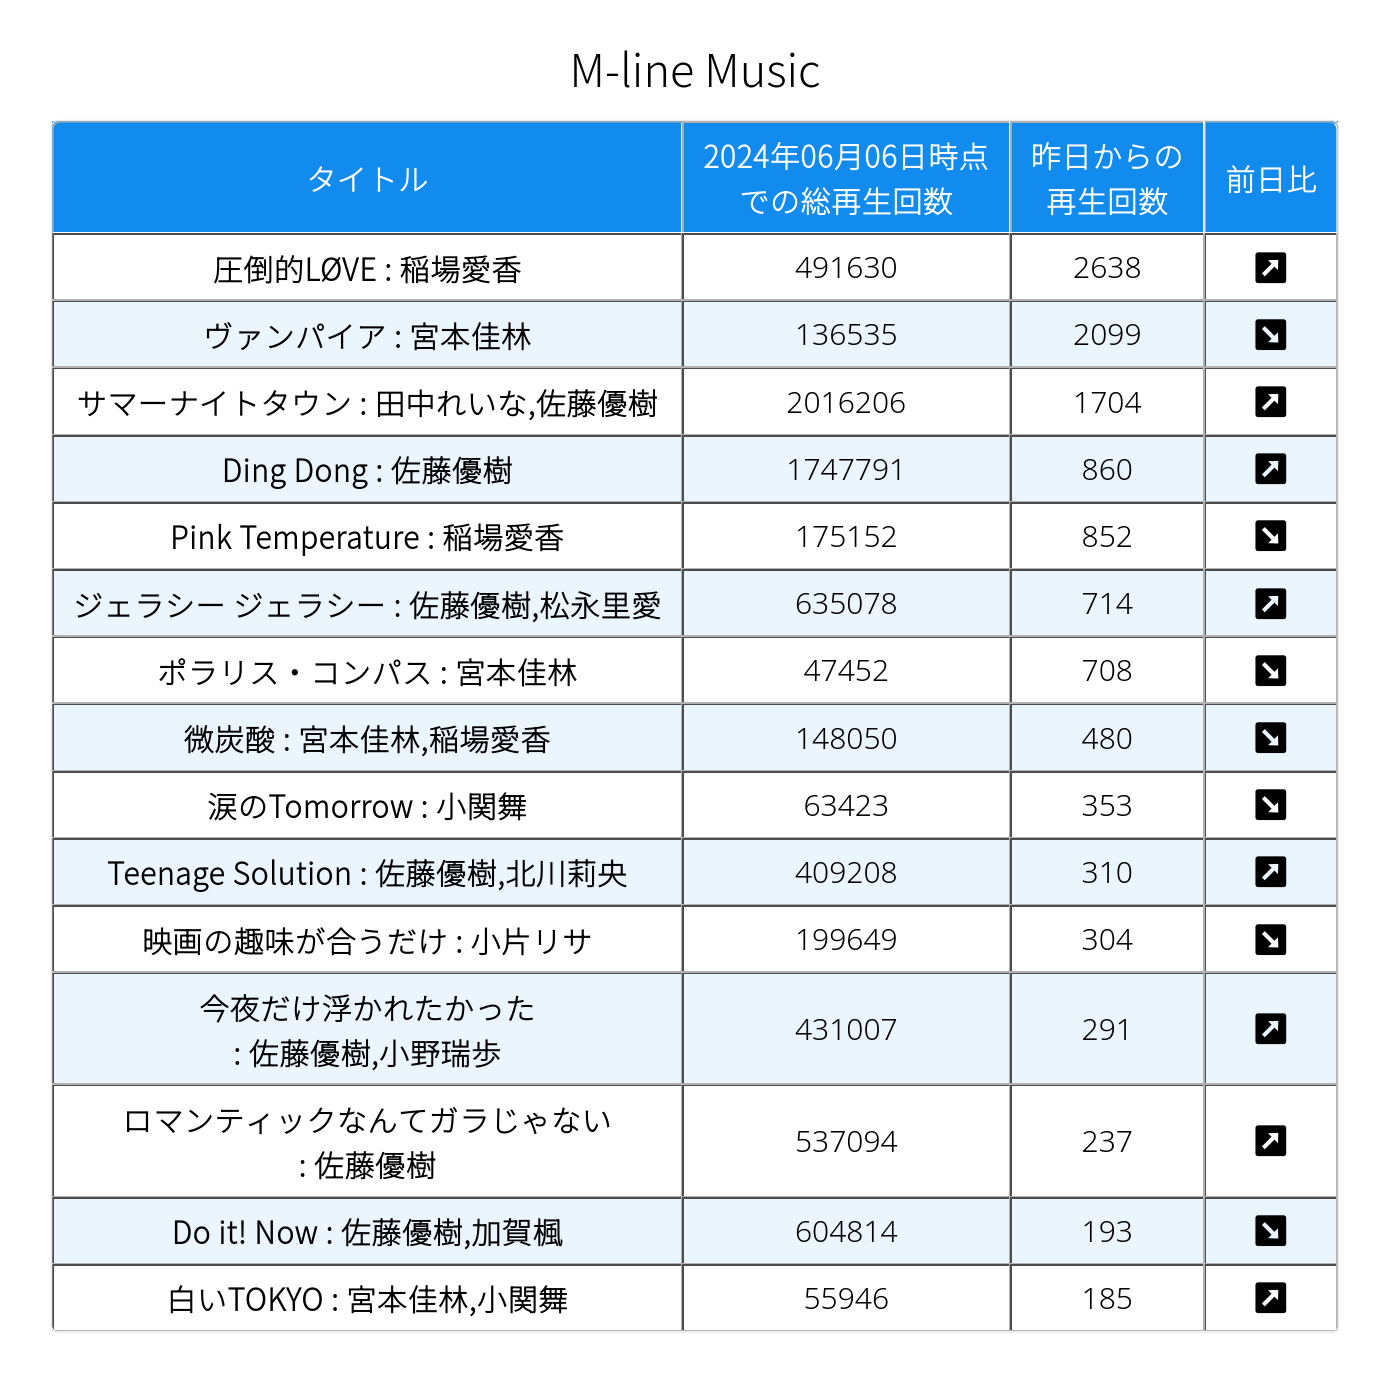 M-line Music
タイトル
2024年06月06日時点
での総再生回数
昨日からの
再生回数
前日比
圧倒的LØVE : 稲場愛香 491630 2638
ヴァンパイア : 宮本佳林 136535 2099
サマーナイトタウン : 田中れいな,佐藤優樹 2016206 1704
Ding Dong : 佐藤優樹 1747791 860
Pink Temperature : 稲場愛香 175152 852
ジェラシー ジェラシー : 佐藤優樹,松永里愛 635078 714
ポラリス・コンパス : 宮本佳林 47452 708
微炭酸 : 宮本佳林,稲場愛香 148050 480
涙のTomorrow : 小関舞 63423 353
Teenage Solution : 佐藤優樹,北川莉央 409208 310
映画の趣味が合うだけ : 小片リサ 199649 304
今夜だけ浮かれたかった
: 佐藤優樹,小野瑞歩 431007 291
ロマンティックなんてガラじゃない
: 佐藤優樹 537094 237
Do it! Now : 佐藤優樹,加賀楓 604814 193
白いTOKYO : 宮本佳林,小関舞 55946 185